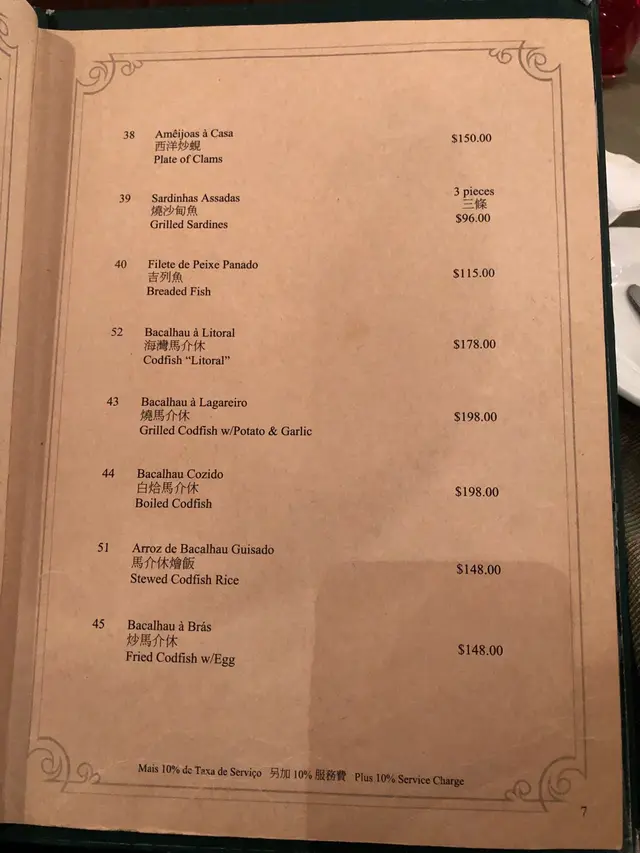 38 Amêijoas à Casa
西洋炒蜆
Plate of Clams
$150.00
39 Sardinhas Assadas
燒沙甸魚
Grilled Sardines
3 pieces
三條
$96.00
40 Filete de Peixe Panado
吉列魚
Breaded Fish
$115.00
52 Bacalhau à Litoral
海灣馬介休
Codfish “Litoral”
$178.00
43 Bacalhau à Lagareiro
燒馬介休
Grilled Codfish w/Potato & Garlic
$198.00
44 Bacalhau Cozido
白烚馬介休
Boiled Codfish
$198.00
51 Arroz de Bacalhau Guisado
馬介休燴飯
Stewed Codfish Rice
$148.00
45 Bacalhau à Brás
炒馬介休
Fried Codfish w/Egg
$148.00
Mais 10% de Taxa de Serviço 另加 10% 服務費 Plus 10% Service Charge
7